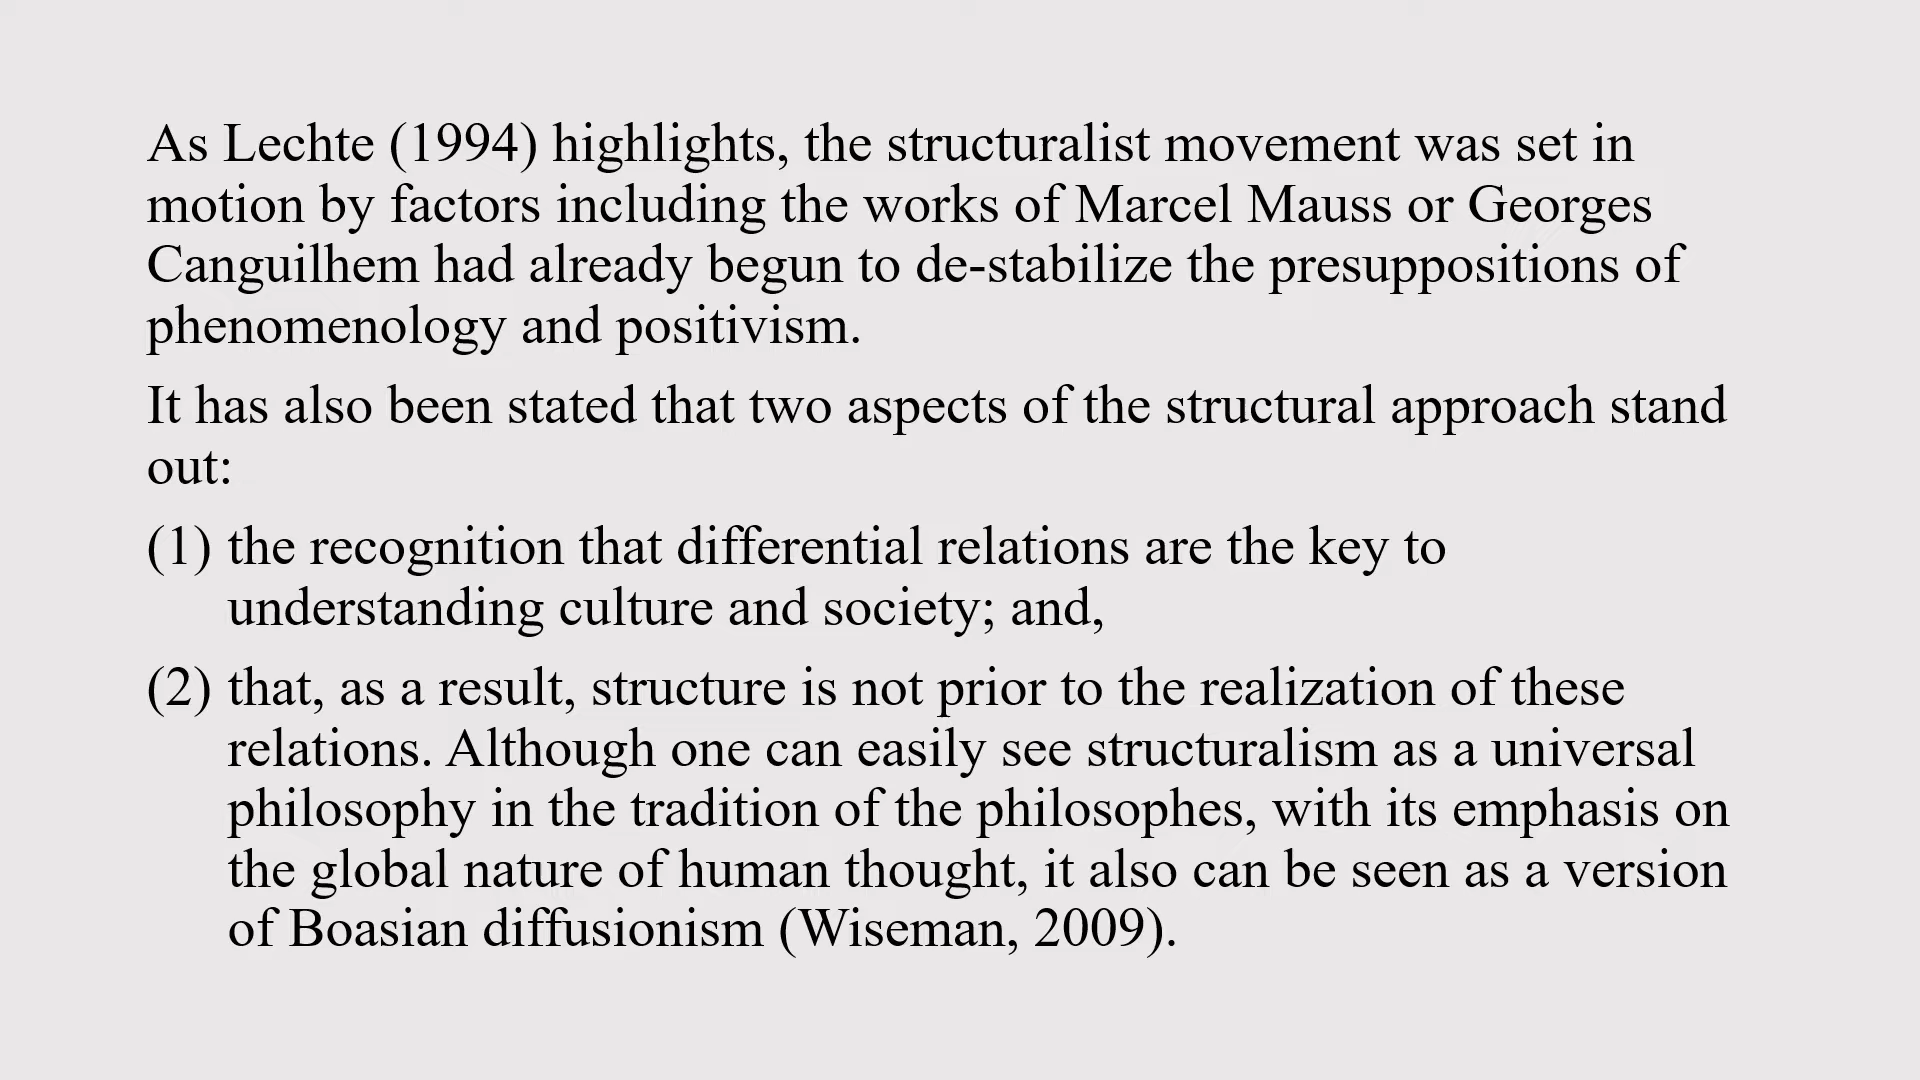 As Lechte (1994) highlights, the structuralist movement was set in
motion by factors including the works of Marcel Mauss or Georges
Canguilhem had already begun to de-stabilize the presuppositions of
phenomenology and positivism.
It has also been stated that two aspects of the structural approach stand
out:
(1) the recognition that differential relations are the key to
understanding culture and society; and,
(2) that, as a result, structure is not prior to the realization of these
relations. Although one can easily see structuralism as a universal
philosophy in the tradition of the philosophes, with its emphasis on
the global nature of human thought, it also can be seen as a version
of Boasian diffusionism (Wiseman, 2009).